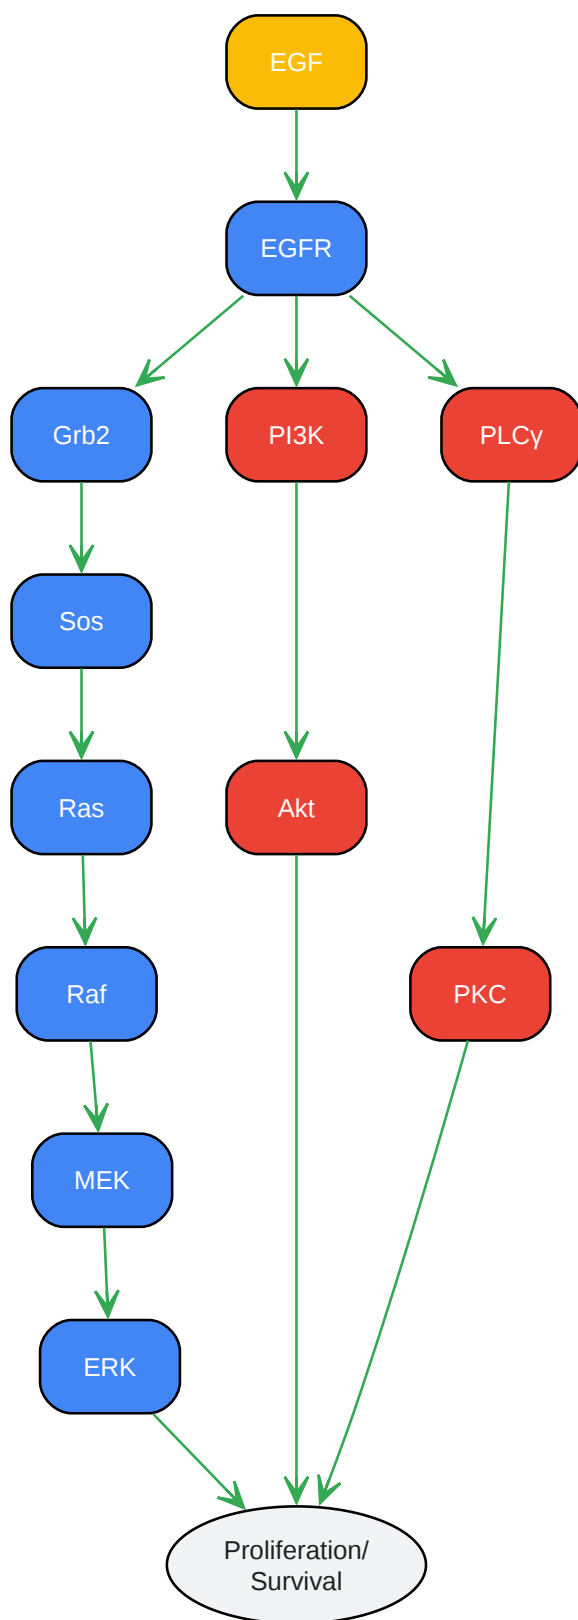 EGF
EGFR
Grb2
PI3K
PLCγ
Sos
Ras
Akt
Raf
PKC
MEK
ERK
Proliferation/
Survival